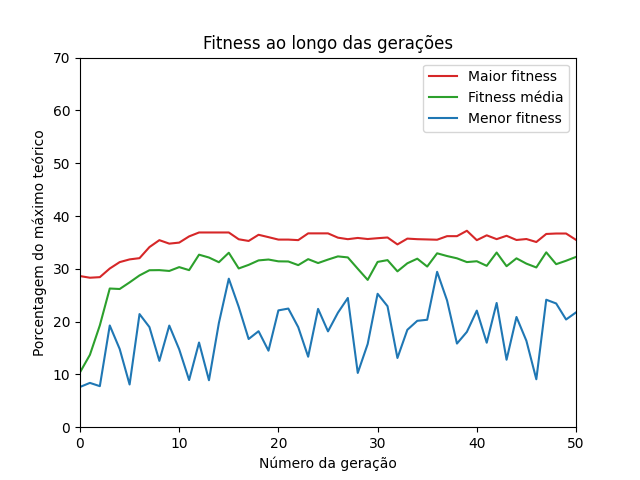 Fitness ao longo das gerações
Maior fitness
Fitness média
Menor fitness
Porcentagem do máximo teórico
70
60
50
40
30
20
10
0
0 10 20 30 40 50
Número da geração